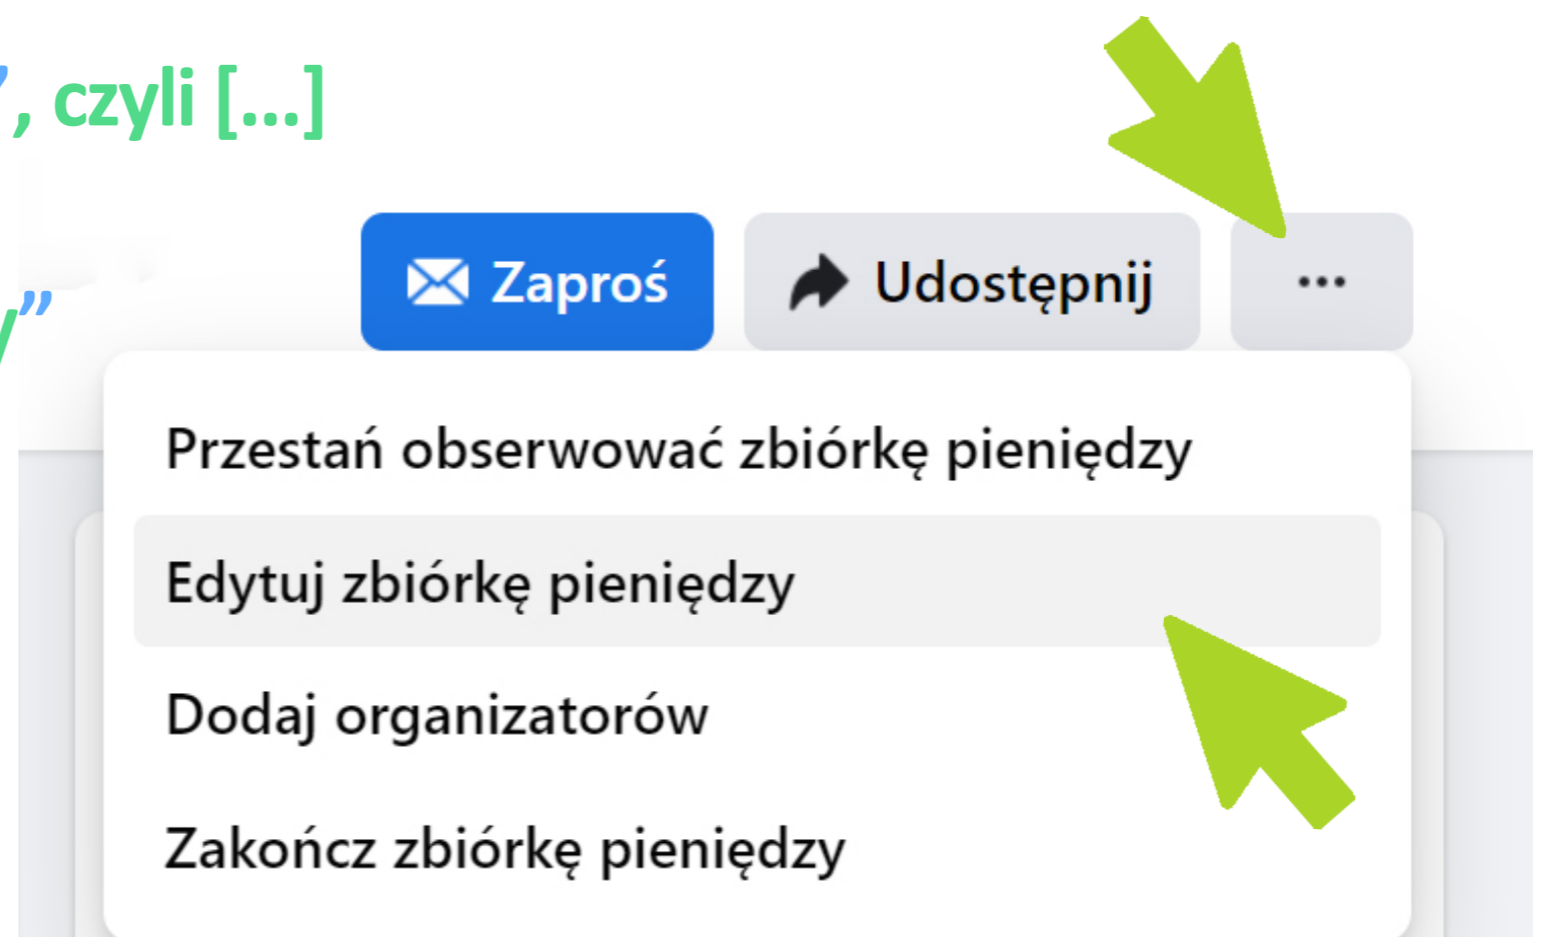 ”, czyli [...]
”
Zaproś
Udostępnij
...
Przestań obserwować zbiórkę pieniędzy
Edytuj zbiórkę pieniędzy
Dodaj organizatorów
Zakończ zbiórkę pieniędzy